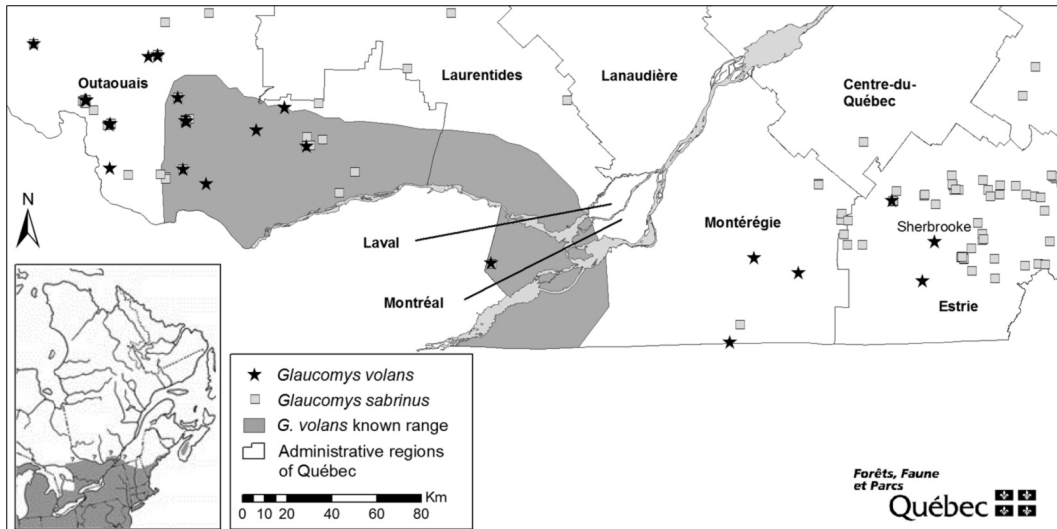 Outaouais
Laurentides
Lanaudière
Centre-du-
Québec
N
Laval
Montérégie
Sherbrooke
Montréal
Estrie
Glaucomys volans
Glaucomys sabrinus
G. volans known range
Administrative regions
of Québec
Km
0 10 20 40 60 80
Forêts, Faune
et Parcs
Québec